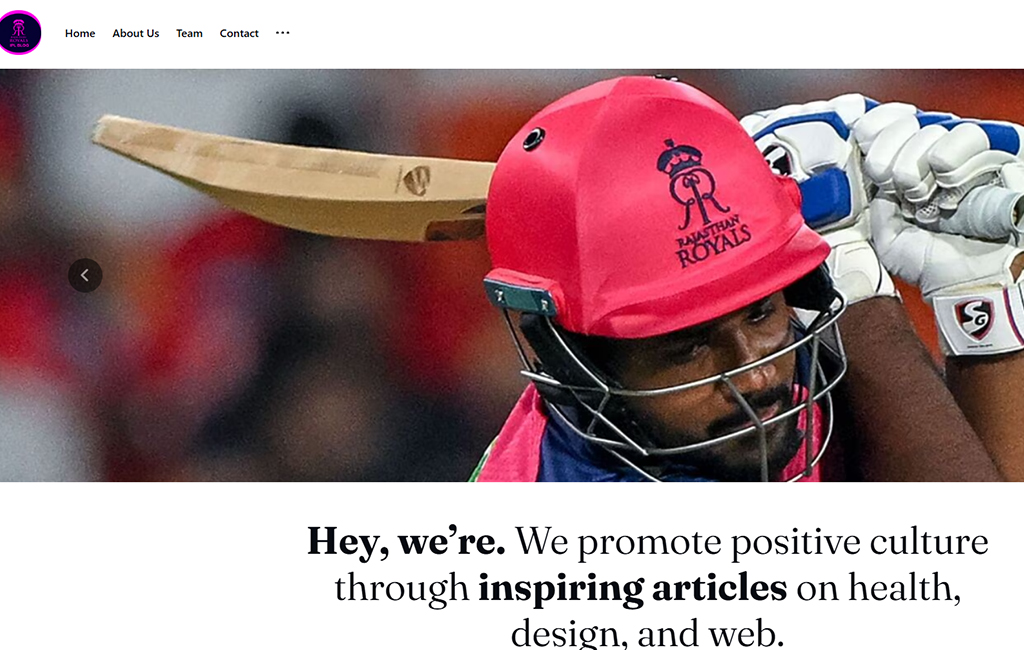 Home About Us Team Contact ...
RAJASTHAN
ROYALS
SG
Hey, we’re. We promote positive culture
through inspiring articles on health,
design, and web.